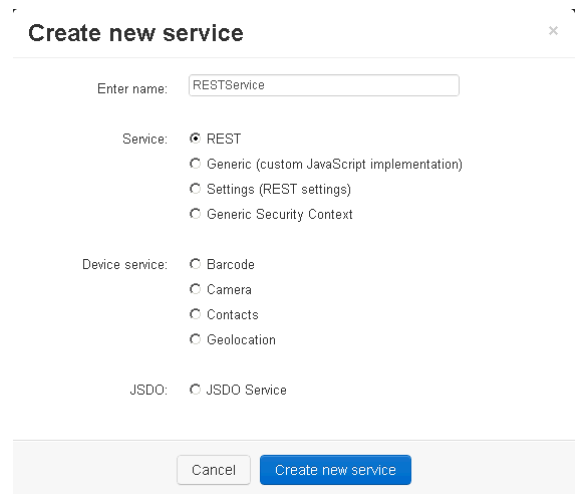 Create new service ×
Enter name: RESTService
Service: REST
Generic (custom JavaScript implementation)
Settings (REST settings)
Generic Security Context
Device service: Barcode
Camera
Contacts
Geolocation
JSDO: JSDO Service
Cancel Create new service